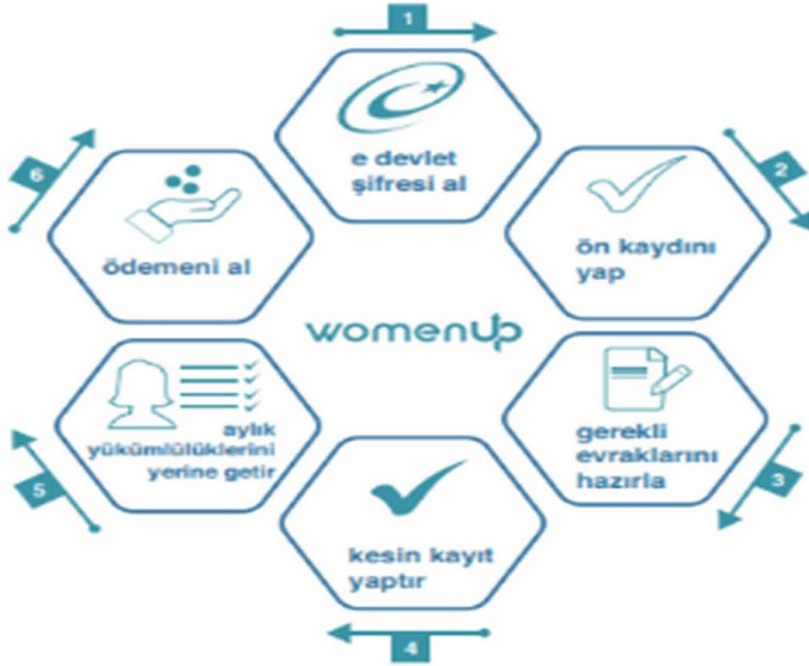 1
e devlet
şifresi al
2
ön kaydını
yap
3
gerekli
evraklarını
hazırla
4
kesin kayıt
yaptır
5
aylık
yükümlülüklerini
yerine getir
6
ödemeni al
womenUp